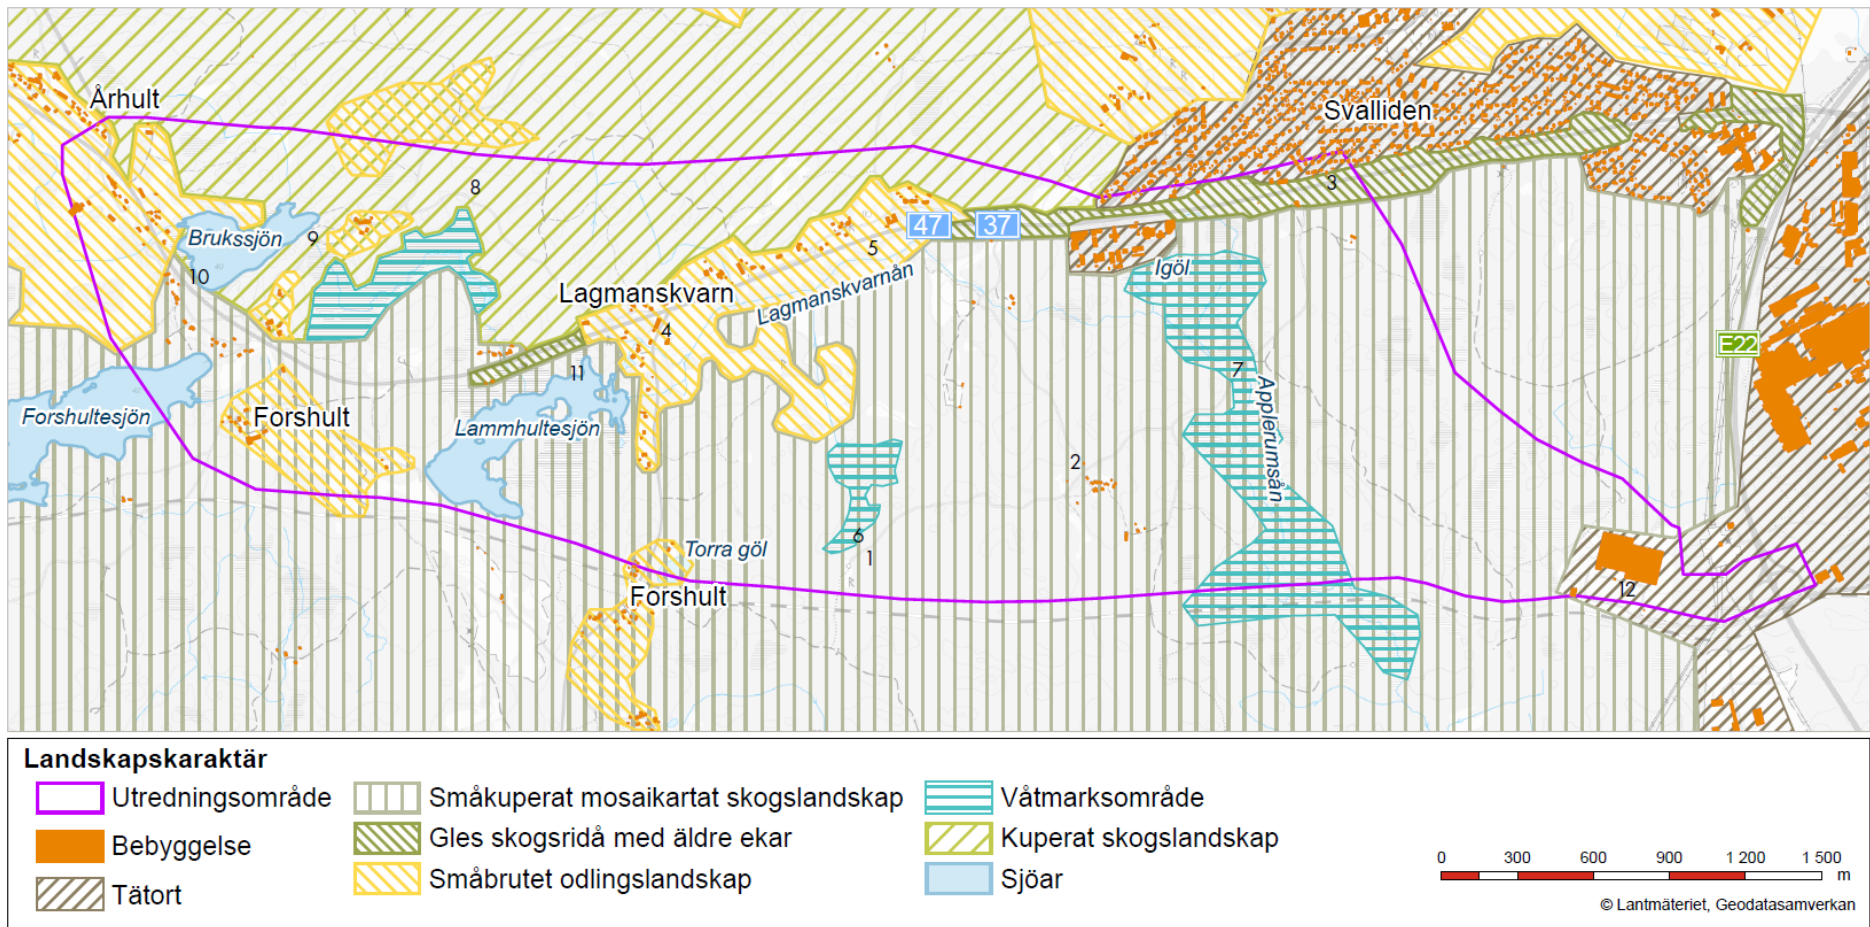 Århult
Svalliden
8
3
Brukssjön
9
47
37
5
10
Igöl
Lagmanskvarn
Lagmanskvarnån
4
E22
11
7
Applerumsån
Forshultesjön
Forshult
Lammhultesjön
2
6
Torra göl
1
Forshult
12
Landskapskaraktär
Utredningsområde
Bebyggelse
Tätort
Småkuperat mosaikartat skogslandskap
Gles skogsridå med äldre ekar
Småbrutet odlingslandskap
Våtmarksområde
Kuperat skogslandskap
Sjöar
0 300 600 900 1 200 1 500
m
© Lantmäteriet, Geodatasamverkan